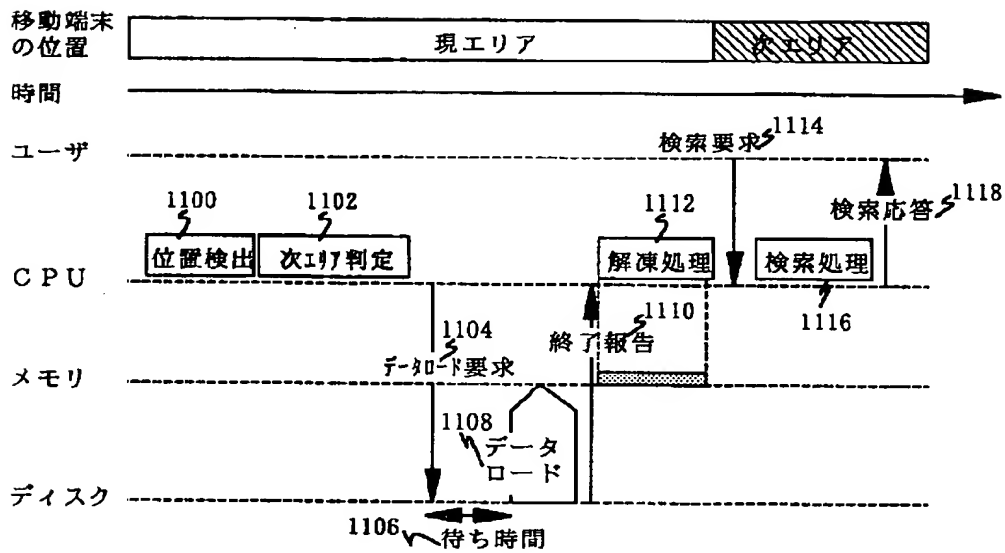 移動端末
の位置
現エリア
次エリア
時間
ユーザ
検索要求 1114
1100
1102
1112
検索応答 1118
位置検出
次エリア判定
解凍処理
検索処理
CPU
1116
1104
1110
終了報告
データロード要求
メモリ
1108
データ
ロード
ディスク
1106 待ち時間